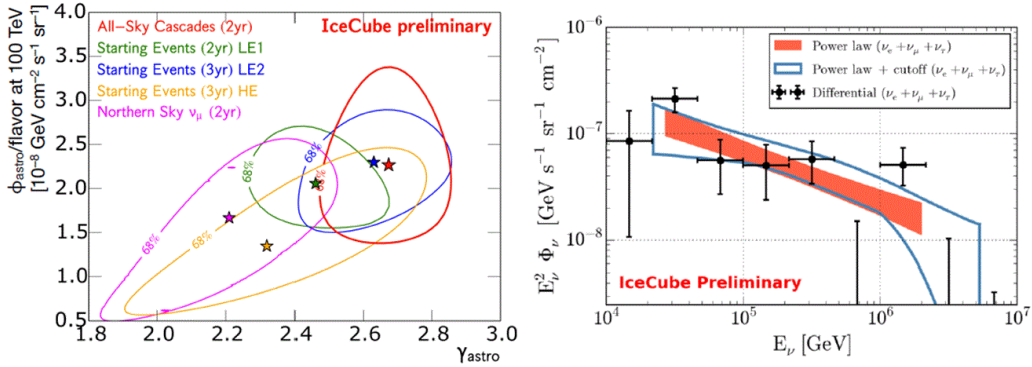 All-Sky Cascades (2yr)
IceCube preliminary
Starting Events (2yr) LE1
Starting Events (3yr) LE2
Starting Events (3yr) HE
Northern Sky νμ (2yr)
ϕastro/flavor at 100 TeV
[10⁻⁸ GeV cm⁻² s⁻¹ sr⁻¹]
4.0
3.5
3.0
2.5
2.0
1.5
1.0
0.5
68%
68%
68%
68%
68%
2.0
2.2
2.4
2.6
2.8
3.0
γastro
10⁻⁶
10⁻⁷
10⁻⁸
E²ν Φν [GeV s⁻¹ sr⁻¹ cm⁻²]
Power law (νe+νμ+ντ)
Power law + cutoff (νe+νμ+ντ)
Differential (νe+νμ+ντ)
IceCube Preliminary
10⁴
10⁵
10⁶
10⁷
Eν [GeV]